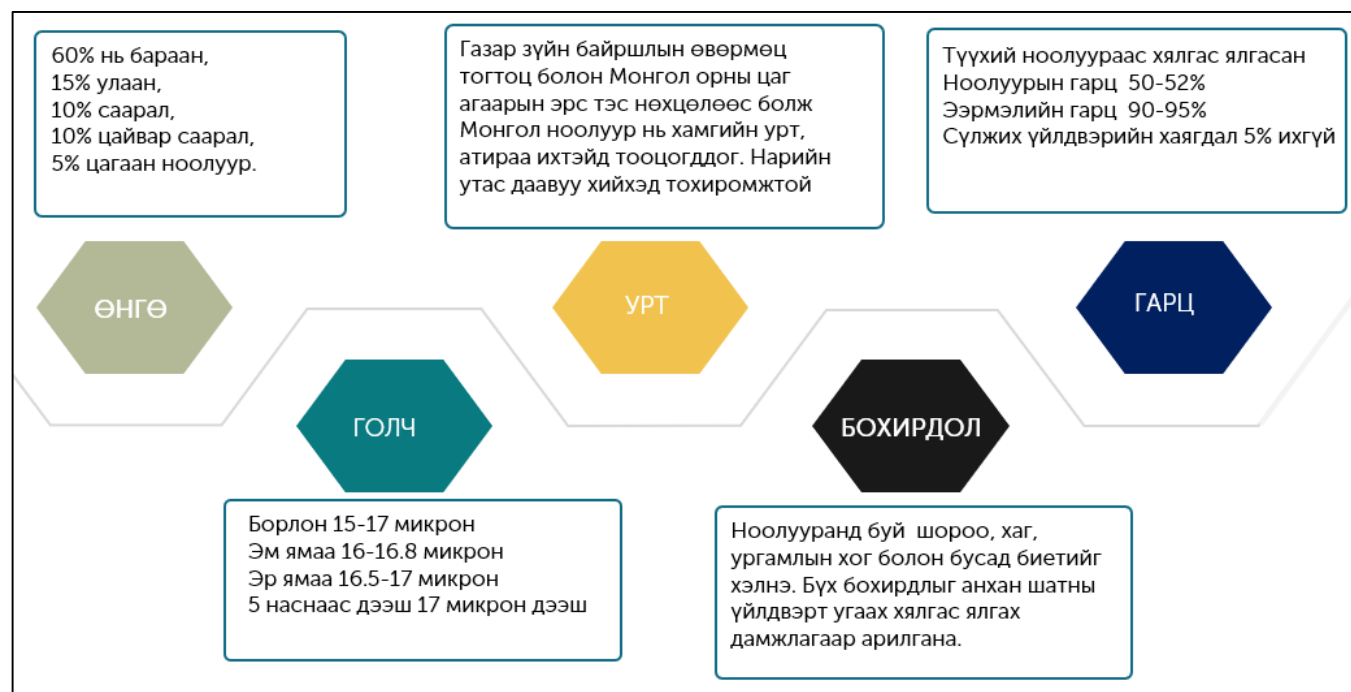 60% нь бараан,
15% улаан,
10% саарал,
10% цайвар саарал,
5% цагаан ноолуур.
Газар зүйн байршлын өвөрмөц
тогтоц болон Монгол орны цаг
агаарын эрс тэс нөхцөлөөс болж
Монгол ноолуур нь хамгийн урт,
атираа ихтэйд тооцогддог. Нарийн
утас даавуу хийхэд тохиромжтой
Түүхий ноолуураас хялгас ялгасан
Ноолуурын гарц 50-52%
Ээрмэлийн гарц 90-95%
Сүлжих үйлдвэрийн хаягдал 5% ихгүй
ӨНГӨ
УРТ
ГАРЦ
ГОЛЧ
БОХИРДОЛ
Борлон 15-17 микрон
Эм ямаа 16-16.8 микрон
Эр ямаа 16.5-17 микрон
5 наснаас дээш 17 микрон дээш
Ноолууранд буй шороо, хаг,
ургамлын хог болон бусад биетийг
хэлнэ. Бүх бохирдлыг анхан шатны
үйлдвэрт угаах хялгас ялгах
дамжлагаар арилгана.